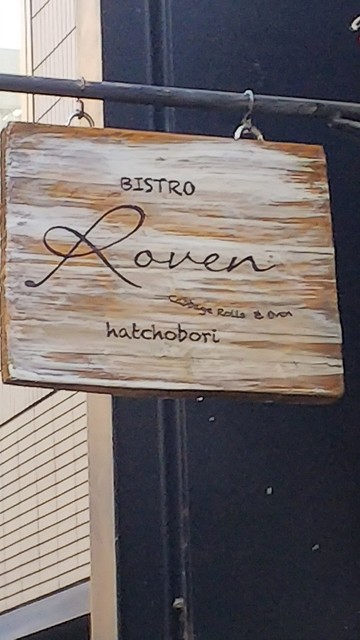 BISTRO
Roven
Cabbage Rolls & Oven
hatchobori